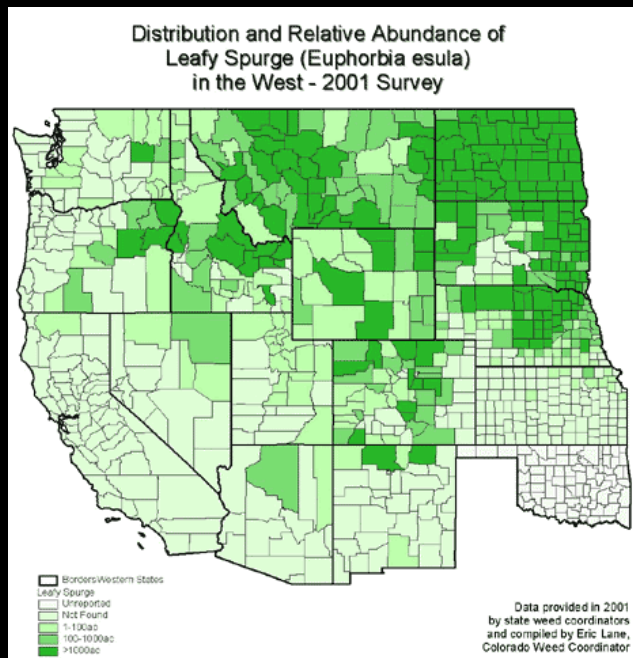 Distribution and Relative Abundance of
Leafy Spurge (Euphorbia esula)
in the West - 2001 Survey
Borders Western States
Leafy Spurge
Unreported
Not Found
1-100ac
100-1000ac
>1000ac
Data provided in 2001
by state weed coordinators
and compiled by Eric Lane,
Colorado Weed Coordinator